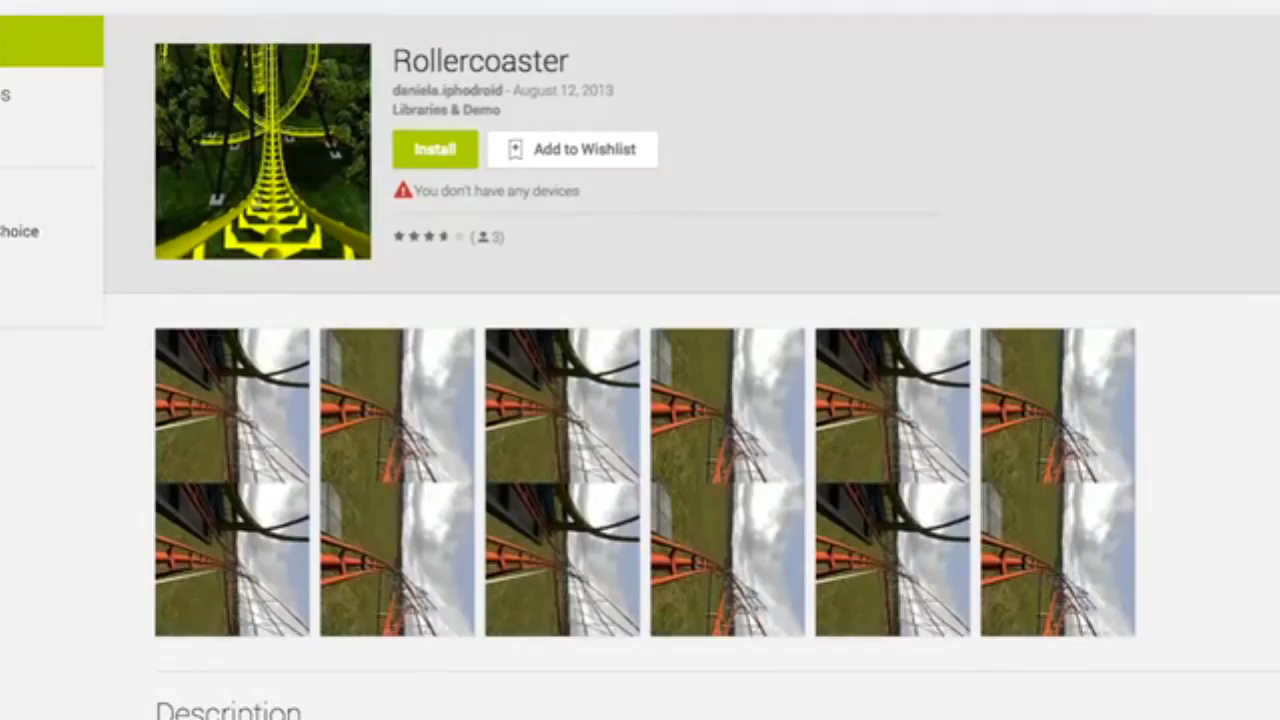 Rollercoaster
daniela.iphodroid - August 12, 2013
s
Libraries & Demo
Install
Add to Wishlist
You don't have any devices
hoice
(3)
Description